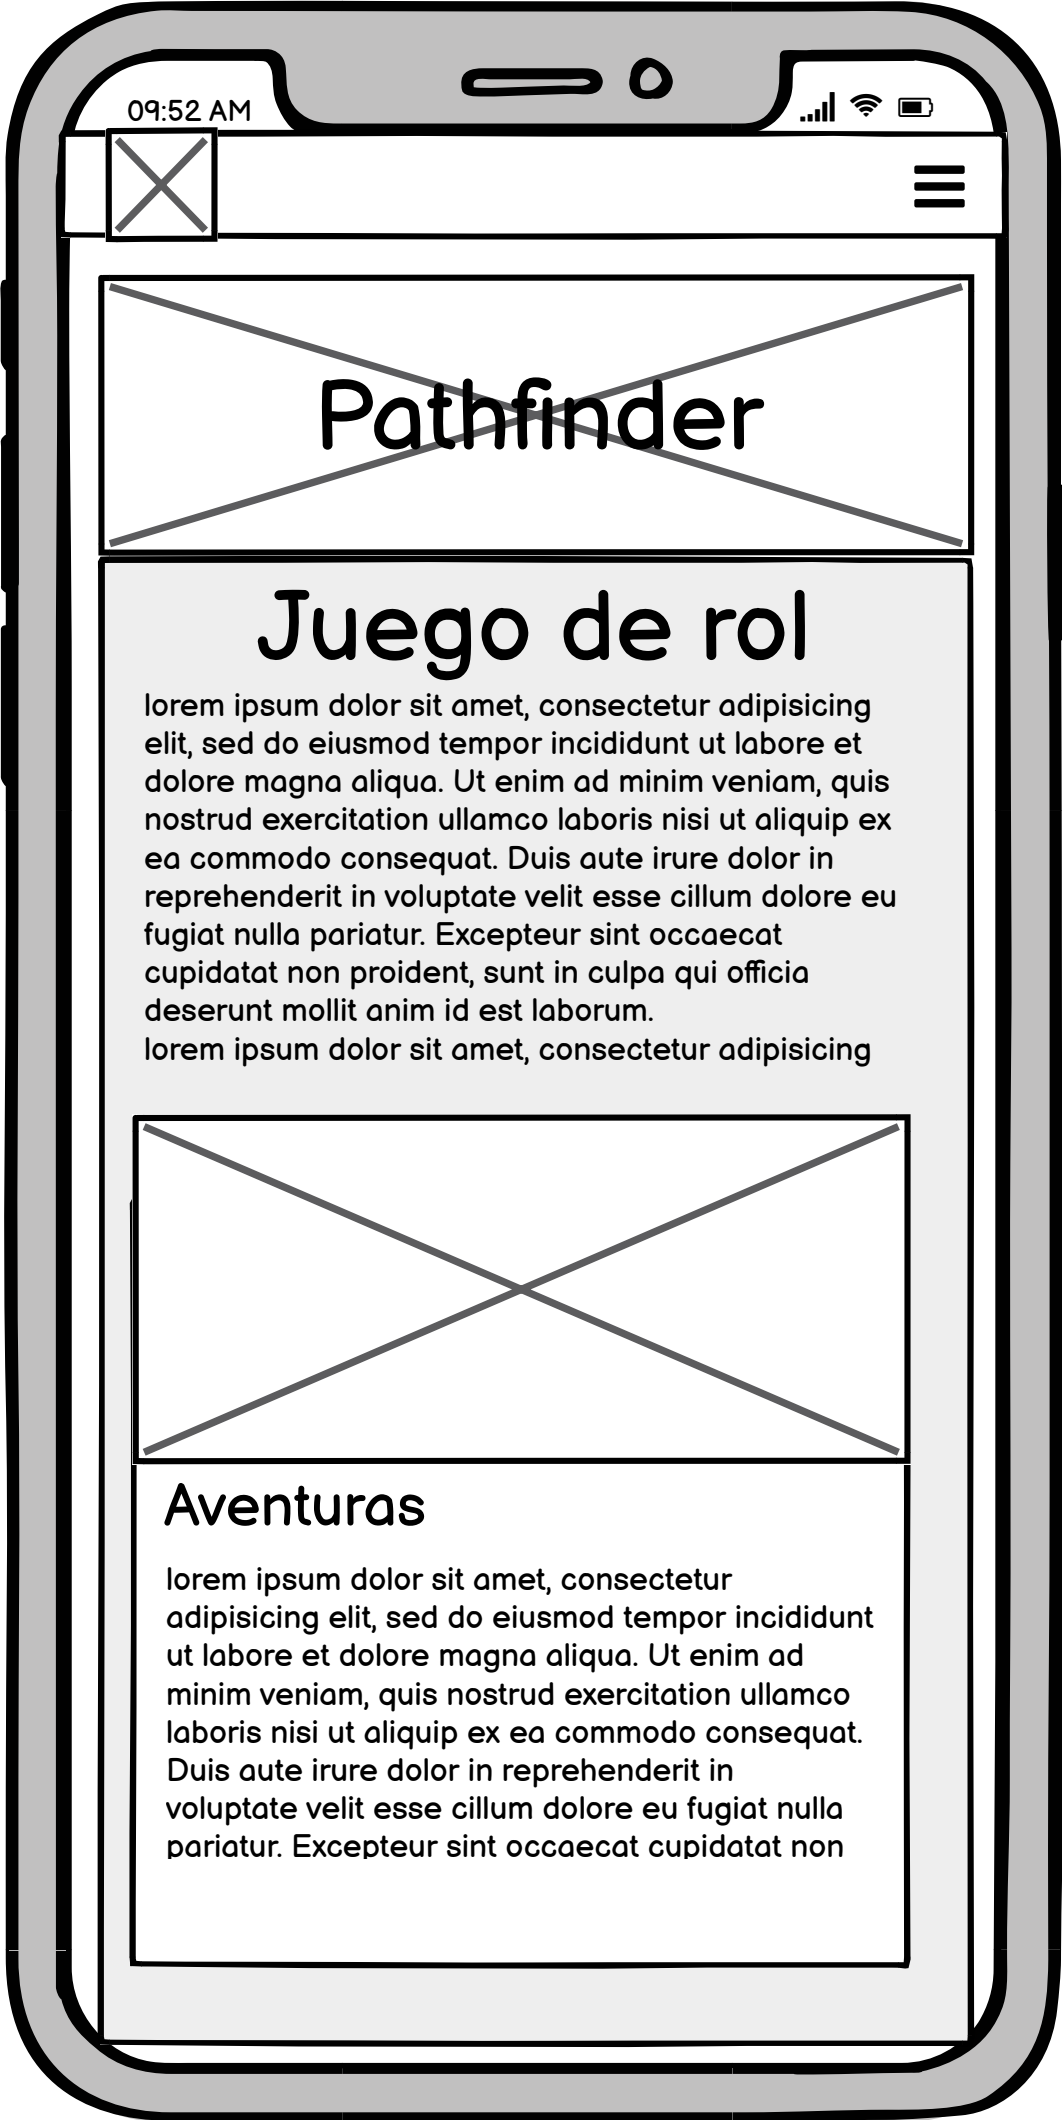 09:52 AM
Pathfinder
Juego de rol
lorem ipsum dolor sit amet, consectetur adipisicing
elit, sed do eiusmod tempor incididunt ut labore et
dolore magna aliqua. Ut enim ad minim veniam, quis
nostrud exercitation ullamco laboris nisi ut aliquip ex
ea commodo consequat. Duis aute irure dolor in
reprehenderit in voluptate velit esse cillum dolore eu
fugiat nulla pariatur. Excepteur sint occaecat
cupidatat non proident, sunt in culpa qui officia
deserunt mollit anim id est laborum.
lorem ipsum dolor sit amet, consectetur adipisicing
Aventuras
lorem ipsum dolor sit amet, consectetur
adipisicing elit, sed do eiusmod tempor incididunt
ut labore et dolore magna aliqua. Ut enim ad
minim veniam, quis nostrud exercitation ullamco
laboris nisi ut aliquip ex ea commodo consequat.
Duis aute irure dolor in reprehenderit in
voluptate velit esse cillum dolore eu fugiat nulla
pariatur. Excepteur sint occaecat cupidatat non